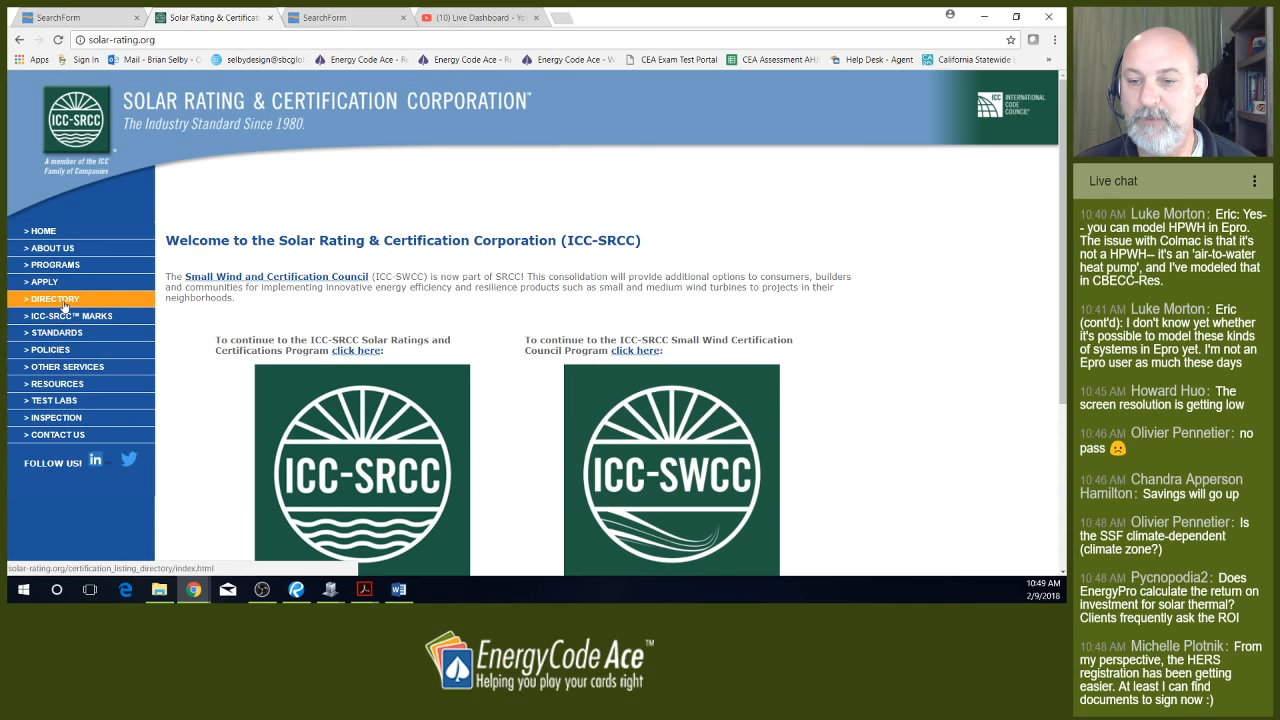 SearchForm
Solar Rating & Certificat
SearchForm
(10) Live Dashboard - Yo
solar-rating.org
Apps
Sign In
Mail - Brian Selby - O
selbydesign@sbcglo
Energy Code Ace - Re
Energy Code Ace - Re
Energy Code Ace - W
CEA Exam Test Portal
CEA Assessment AHJ
Help Desk - Agent
California Statewide L
»
ICC-SRCC
™
A member of the ICC
Family of Companies
SOLAR RATING & CERTIFICATION CORPORATION™
The Industry Standard Since 1980.
ICC
INTERNATIONAL
CODE
COUNCIL®
> HOME
> ABOUT US
> PROGRAMS
> APPLY
> DIRECTORY
> ICC-SRCC™ MARKS
> STANDARDS
> POLICIES
> OTHER SERVICES
> RESOURCES
> TEST LABS
> INSPECTION
> CONTACT US
FOLLOW US!
in
Welcome to the Solar Rating & Certification Corporation (ICC-SRCC)
The Small Wind and Certification Council (ICC-SWCC) is now part of SRCC! This consolidation will provide additional options to consumers, builders
and communities for implementing innovative energy efficiency and resilience products such as small and medium wind turbines to projects in their
neighborhoods.
To continue to the ICC-SRCC Solar Ratings and
Certifications Program click here:
To continue to the ICC-SRCC Small Wind Certification
Council Program click here:
ICC-SRCC
ICC-SWCC
solar-rating.org/certification_listing_directory/index.html
10:49 AM
2/9/2018
EnergyCodeAce™
Helping you play your cards right
Live chat
10:40 AM Luke Morton: Eric: Yes-
- you can model HPWH in Epro.
The issue with Colmac is that it's
not a HPWH-- it's an 'air-to-water
heat pump', and I've modeled that
in CBECC-Res.
10:41 AM Luke Morton: Eric
(cont'd): I don't know yet whether
it's possible to model these kinds
of systems in Epro yet. I'm not an
Epro user as much these days
10:45 AM Howard Huo: The
screen resolution is getting low
10:46 AM Olivier Pennetier: no
pass 🙁
10:46 AM Chandra Apperson
Hamilton: Savings will go up
10:48 AM Olivier Pennetier: Is
the SSF climate-dependent
(climate zone?)
10:48 AM Pycnopodia2: Does
EnergyPro calculate the return on
investment for solar thermal?
Clients frequently ask the ROI
10:48 AM Michelle Plotnik: From
my perspective, the HERS
registration has been getting
easier. At least I can find
documents to sign now :)